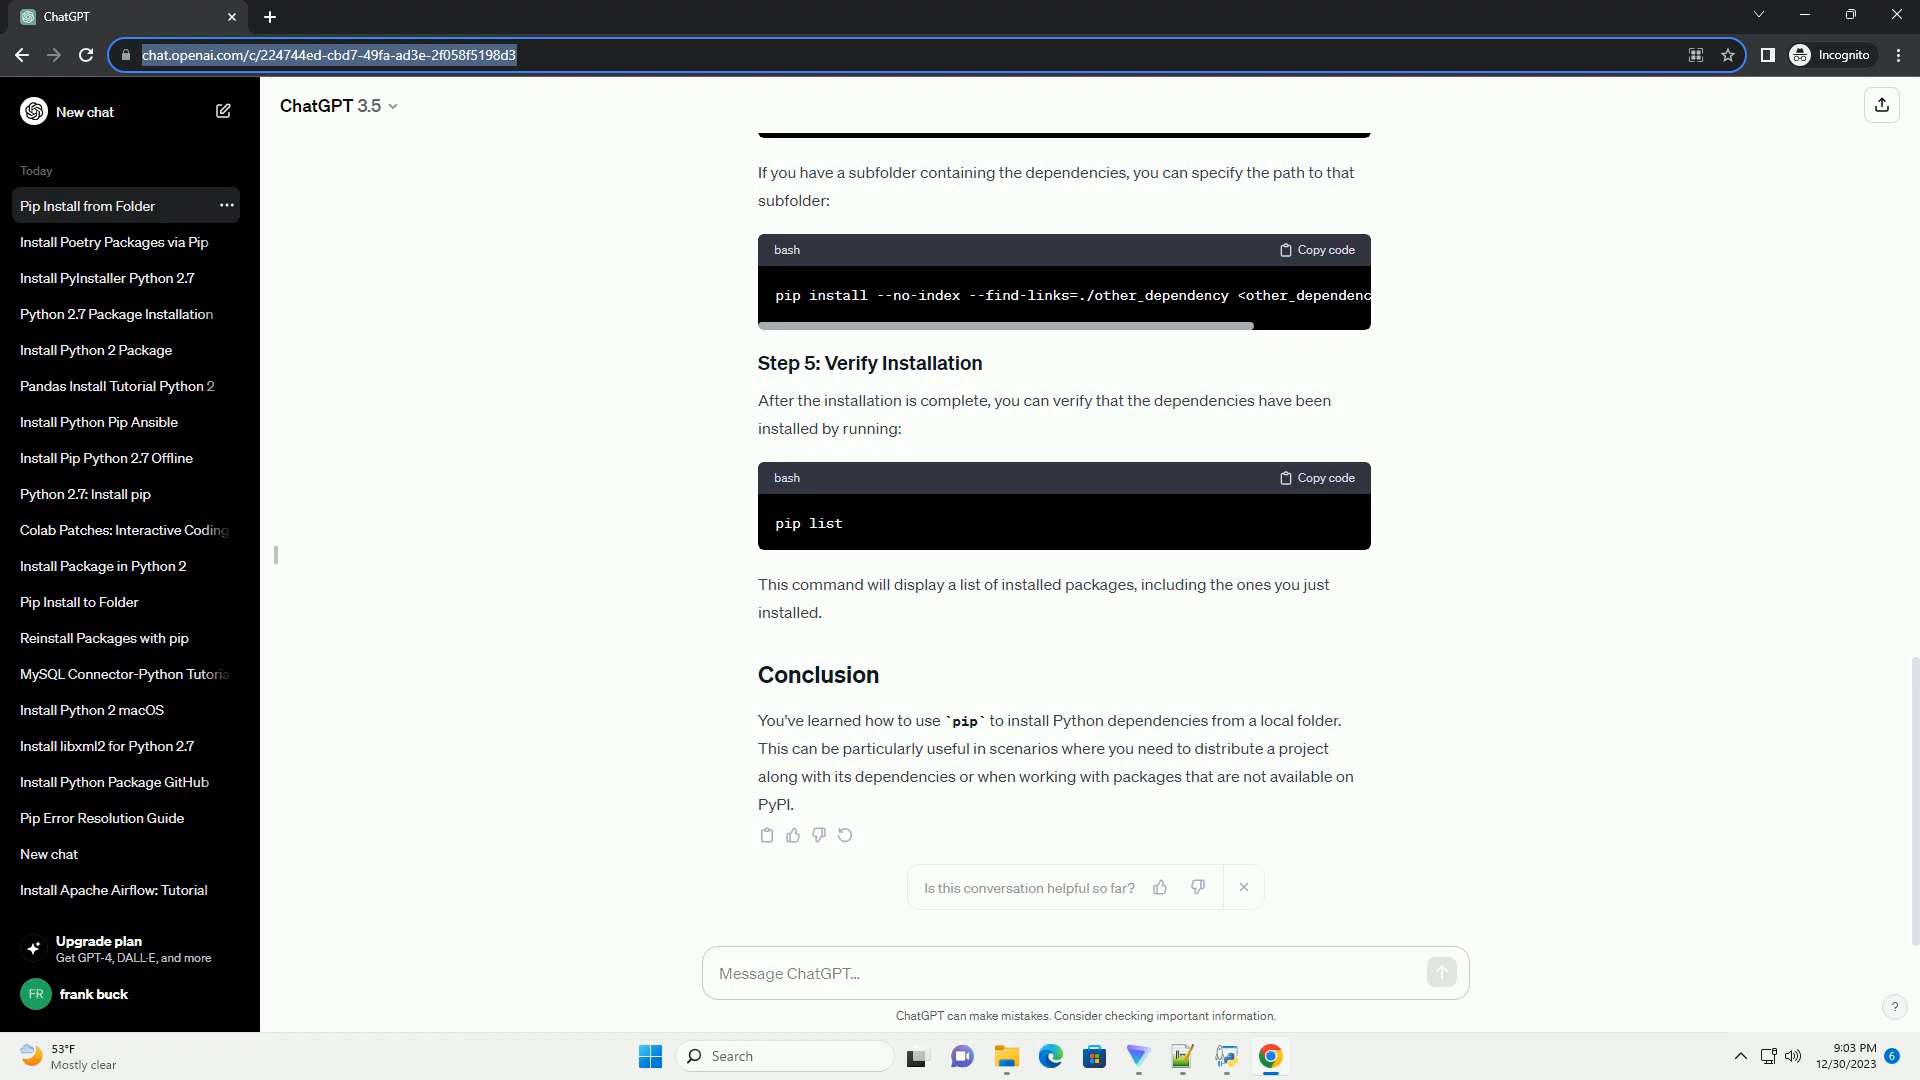 ChatGPT
chat.openai.com/c/224744ed-cbd7-49fa-ad3e-2f058f5198d3
Incognito
New chat
Today
Pip Install from Folder
Install Poetry Packages via Pip
Install PyInstaller Python 2.7
Python 2.7 Package Installation
Install Python 2 Package
Pandas Install Tutorial Python 2
Install Python Pip Ansible
Install Pip Python 2.7 Offline
Python 2.7: Install pip
Colab Patches: Interactive Coding
Install Package in Python 2
Pip Install to Folder
Reinstall Packages with pip
MySQL Connector-Python Tutoria
Install Python 2 macOS
Install libxml2 for Python 2.7
Install Python Package GitHub
Pip Error Resolution Guide
New chat
Install Apache Airflow: Tutorial
Upgrade plan
Get GPT-4, DALL·E, and more
FR
frank buck
ChatGPT 3.5
If you have a subfolder containing the dependencies, you can specify the path to that
subfolder:
bash
Copy code
pip install --no-index --find-links=./other_dependency <other_dependenc
Step 5: Verify Installation
After the installation is complete, you can verify that the dependencies have been
installed by running:
bash
Copy code
pip list
This command will display a list of installed packages, including the ones you just
installed.
Conclusion
You've learned how to use `pip` to install Python dependencies from a local folder.
This can be particularly useful in scenarios where you need to distribute a project
along with its dependencies or when working with packages that are not available on
PyPI.
Is this conversation helpful so far?
Message ChatGPT...
ChatGPT can make mistakes. Consider checking important information.
?
53°F
Mostly clear
Search
9:03 PM
12/30/2023
6